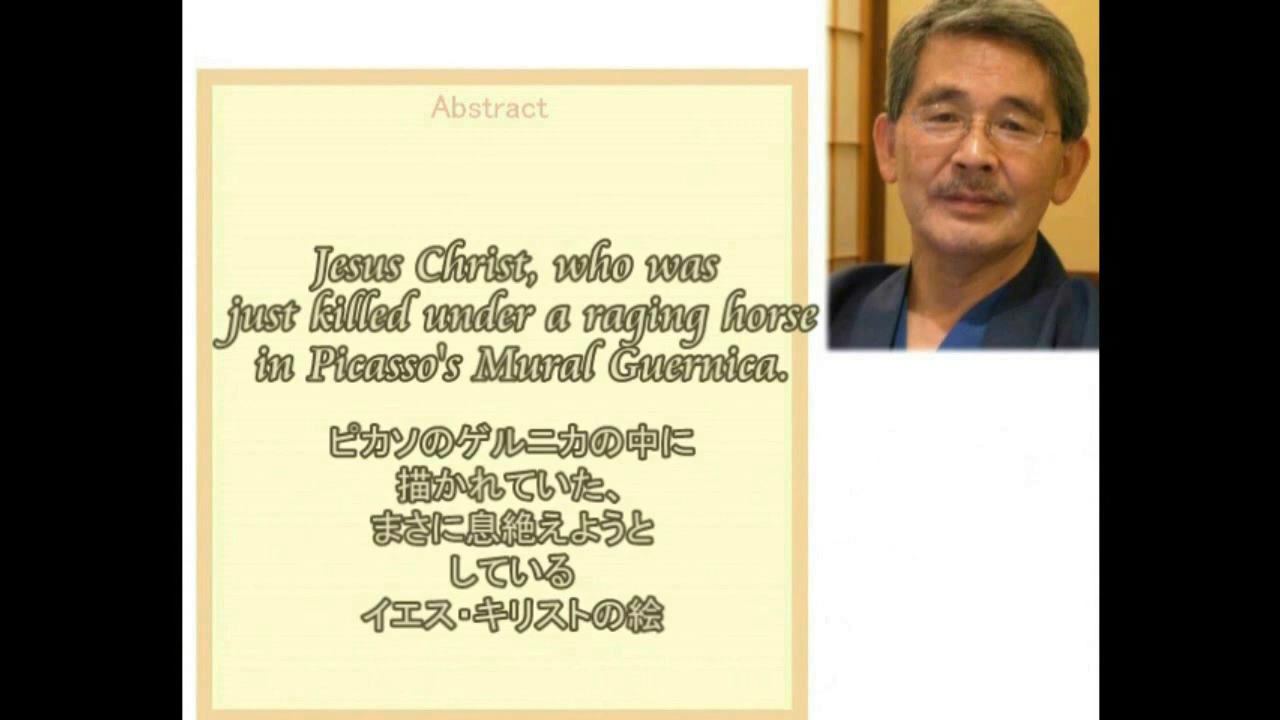 Abstract
Jesus Christ, who was
just killed under a raging horse
in Picasso's Mural Guernica.
ピカソのゲルニカの中に
描かれていた、
まさに息絶えようと
している
イエス・キリストの絵